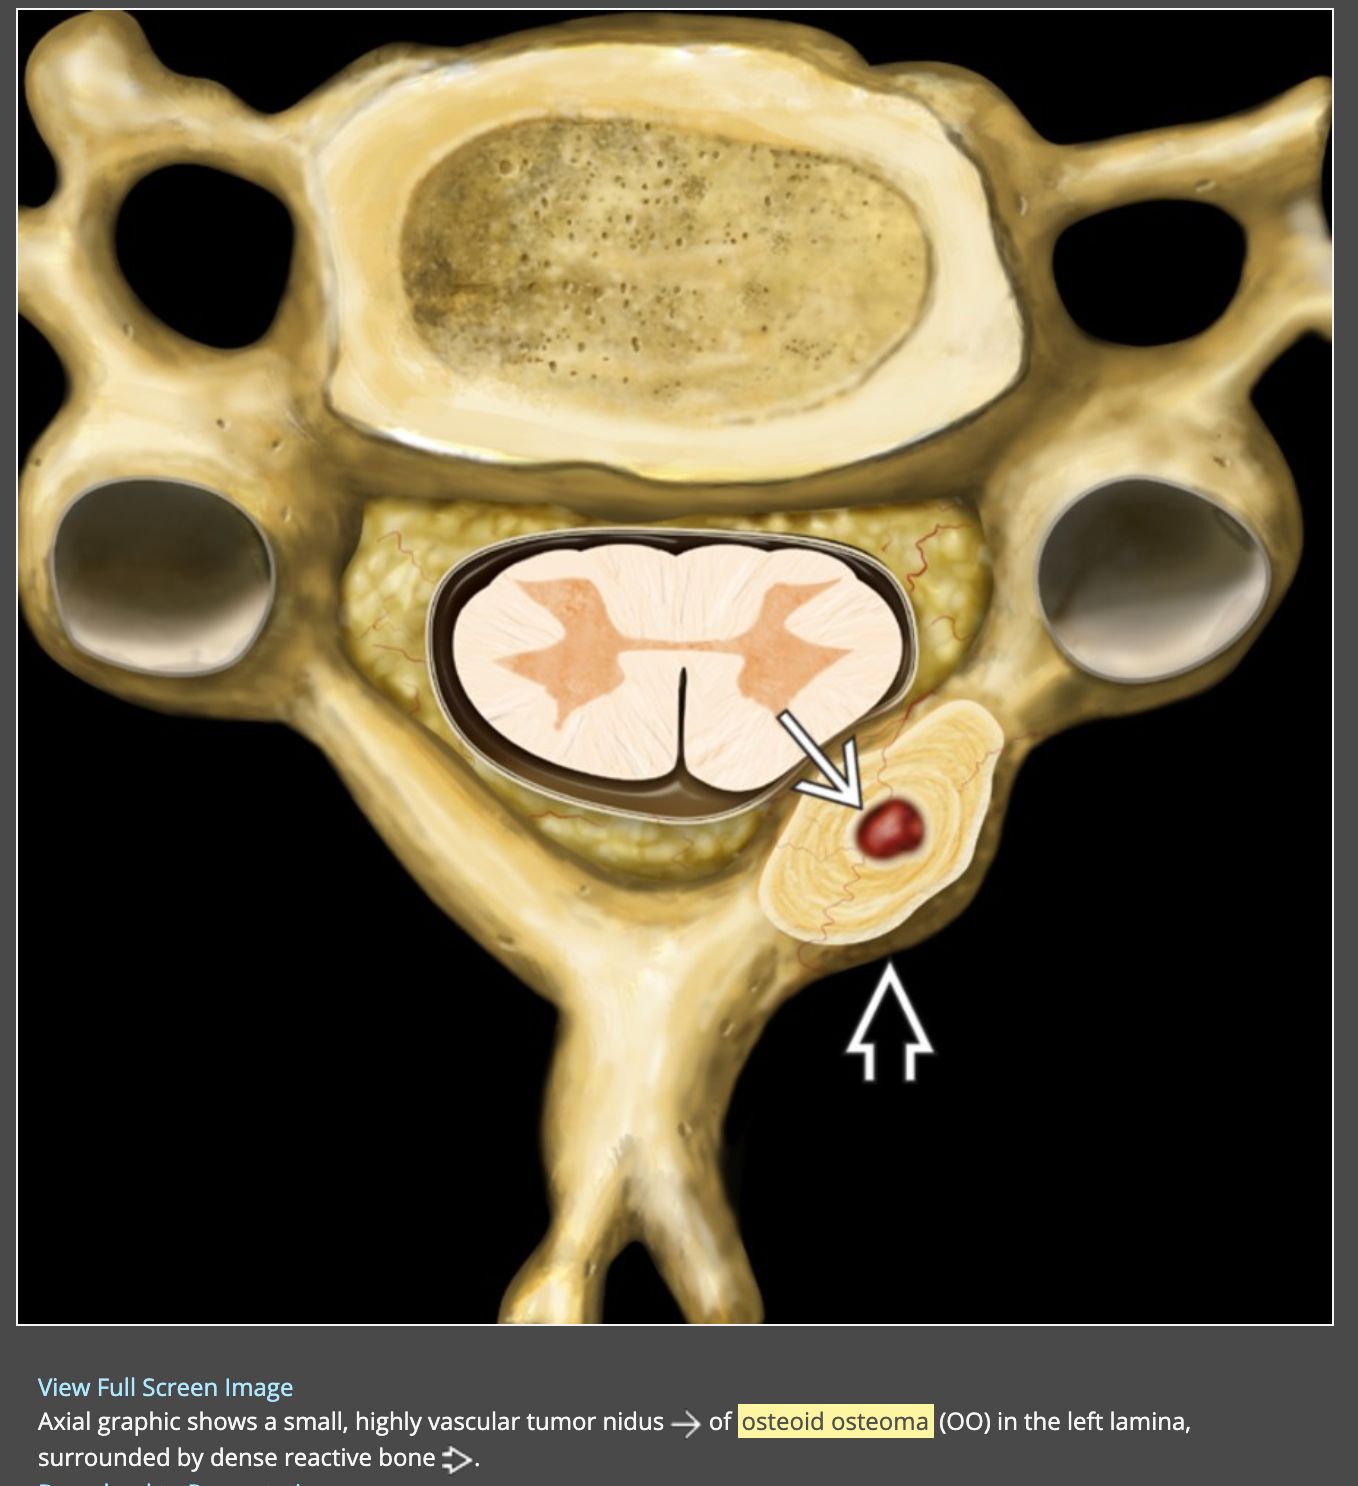 View Full Screen Image
Axial graphic shows a small, highly vascular tumor nidus → of osteoid osteoma (OO) in the left lamina,
surrounded by dense reactive bone ➩.